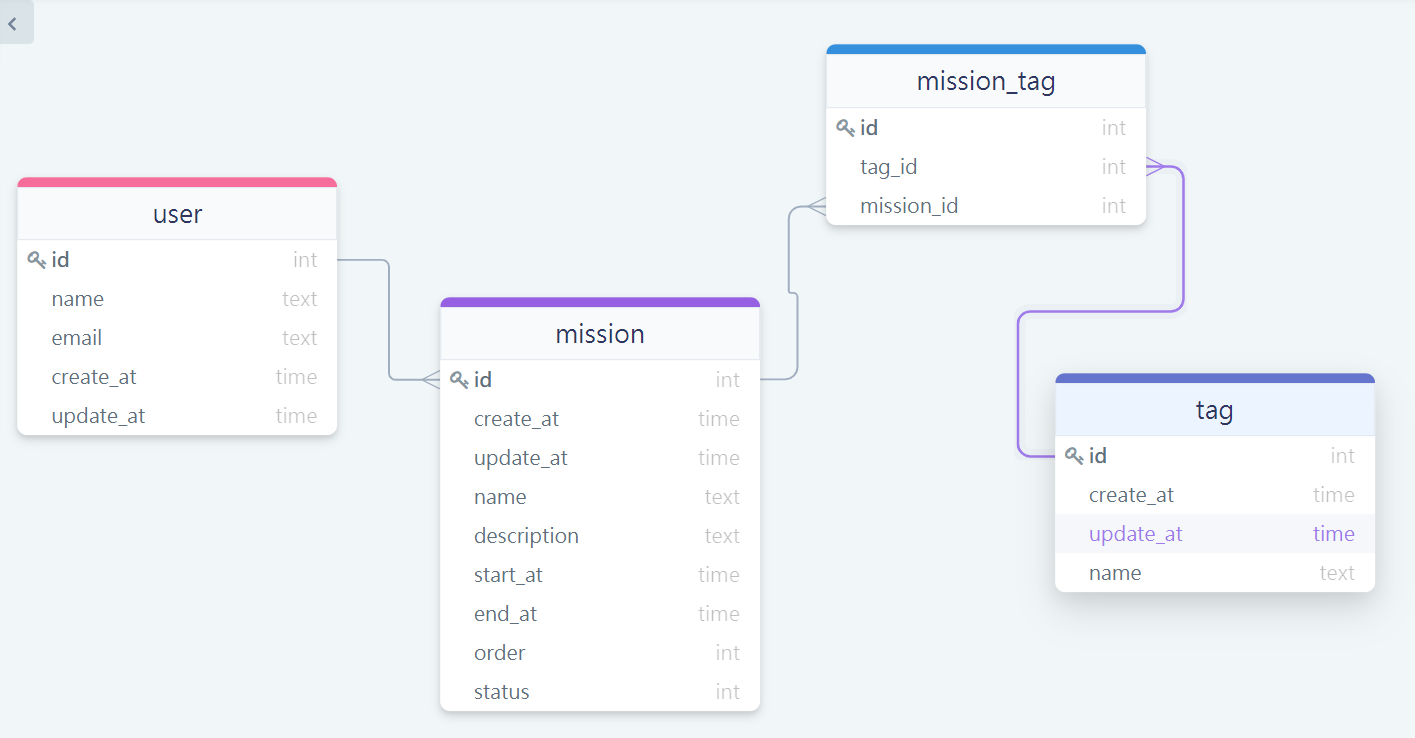 user
id int
name text
email text
create_at time
update_at time
mission
id int
create_at time
update_at time
name text
description text
start_at time
end_at time
order int
status int
mission_tag
id int
tag_id int
mission_id int
tag
id int
create_at time
update_at time
name text